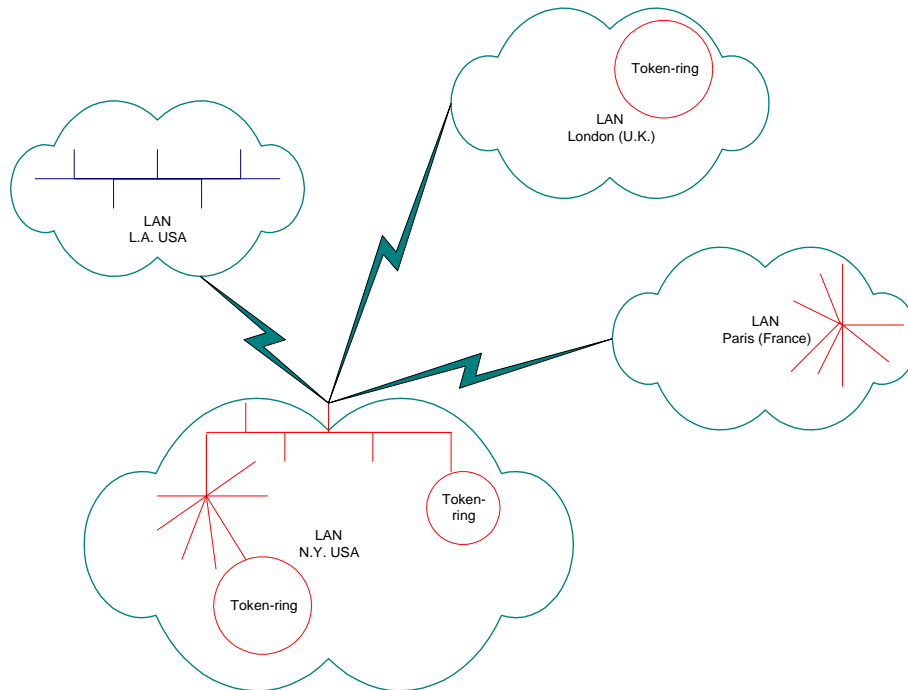 Token-ring
LAN
London (U.K.)
LAN
L.A. USA
LAN
Paris (France)
Token-
ring
LAN
N.Y. USA
Token-ring